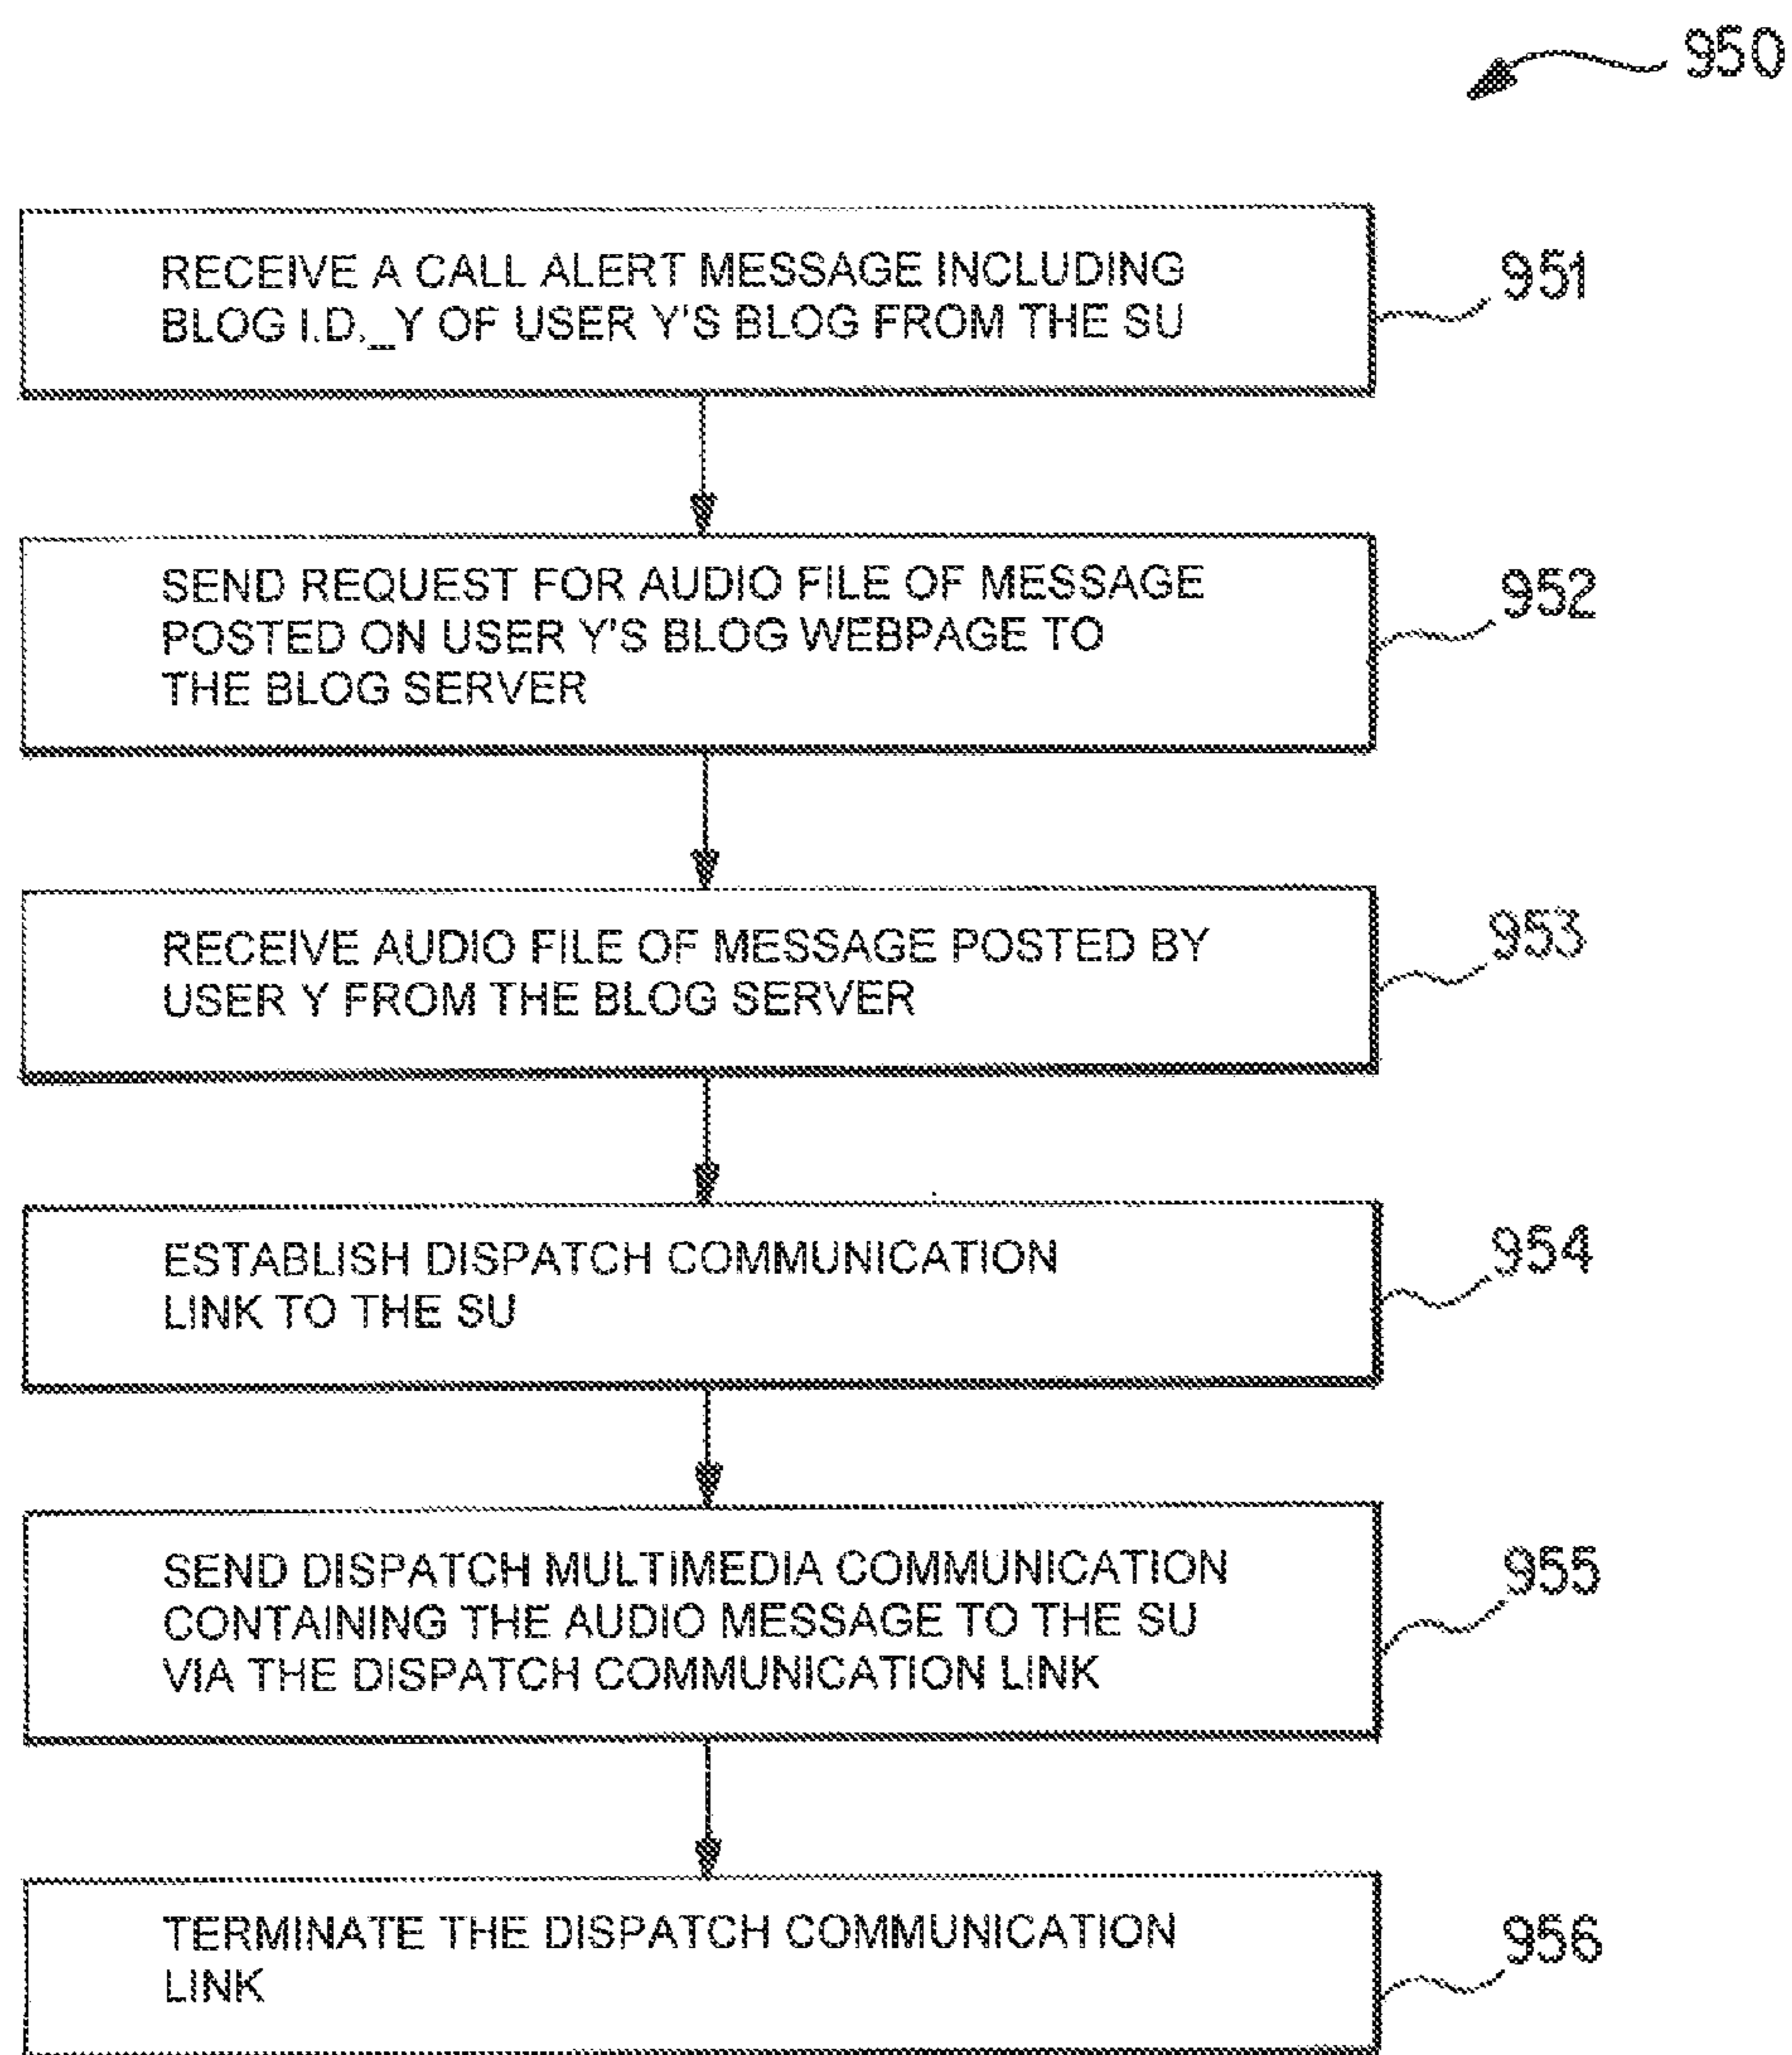 950
RECEIVE A CALL ALERT MESSAGE INCLUDING
BLOG I.D._Y OF USER Y'S BLOG FROM THE SU
951
SEND REQUEST FOR AUDIO FILE OF MESSAGE
POSTED ON USER Y'S BLOG WEBPAGE TO
THE BLOG SERVER
952
RECEIVE AUDIO FILE OF MESSAGE POSTED BY
USER Y FROM THE BLOG SERVER
953
ESTABLISH DISPATCH COMMUNICATION
LINK TO THE SU
954
SEND DISPATCH MULTIMEDIA COMMUNICATION
CONTAINING THE AUDIO MESSAGE TO THE SU
VIA THE DISPATCH COMMUNICATION LINK
955
TERMINATE THE DISPATCH COMMUNICATION
LINK
956